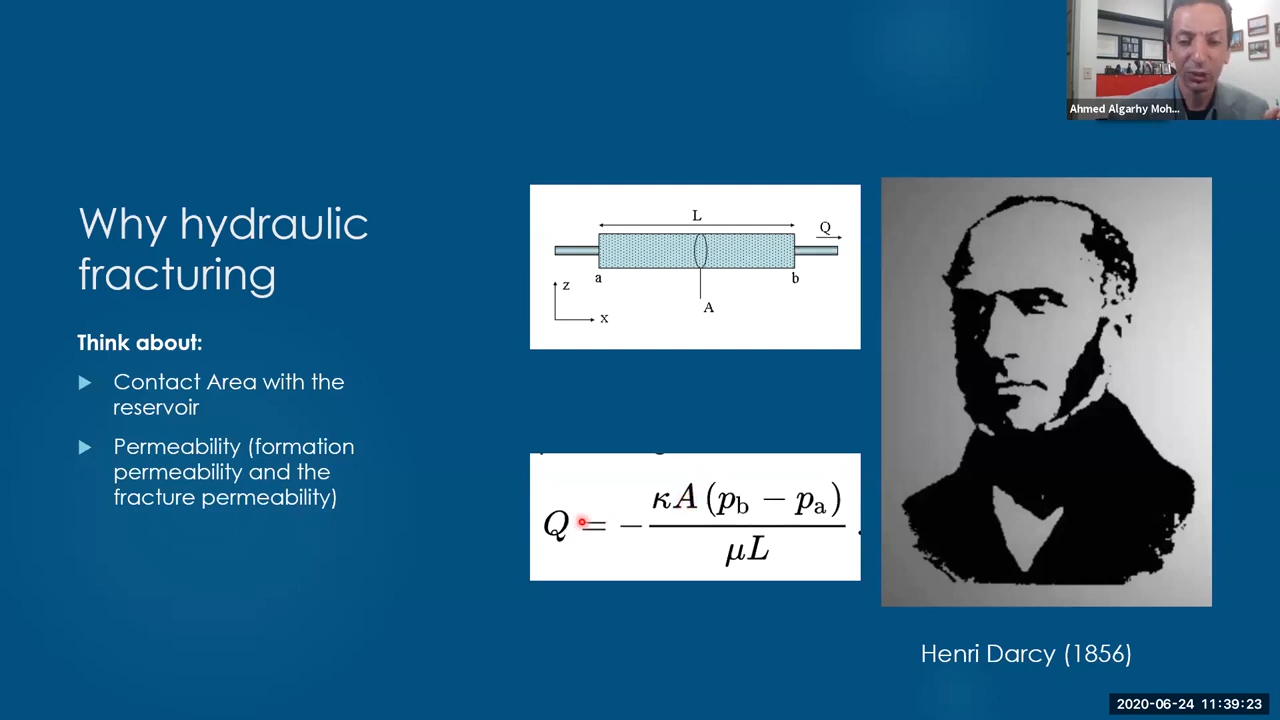 Ahmed Algarhy Moh...
Why hydraulic
fracturing
Think about:
Contact Area with the
reservoir
Permeability (formation
permeability and the
fracture permeability)
L
Q
a
b
z
x
A
Q = − κA (p_b − p_a) / μL .
Henri Darcy (1856)
2020-06-24 11:39:23